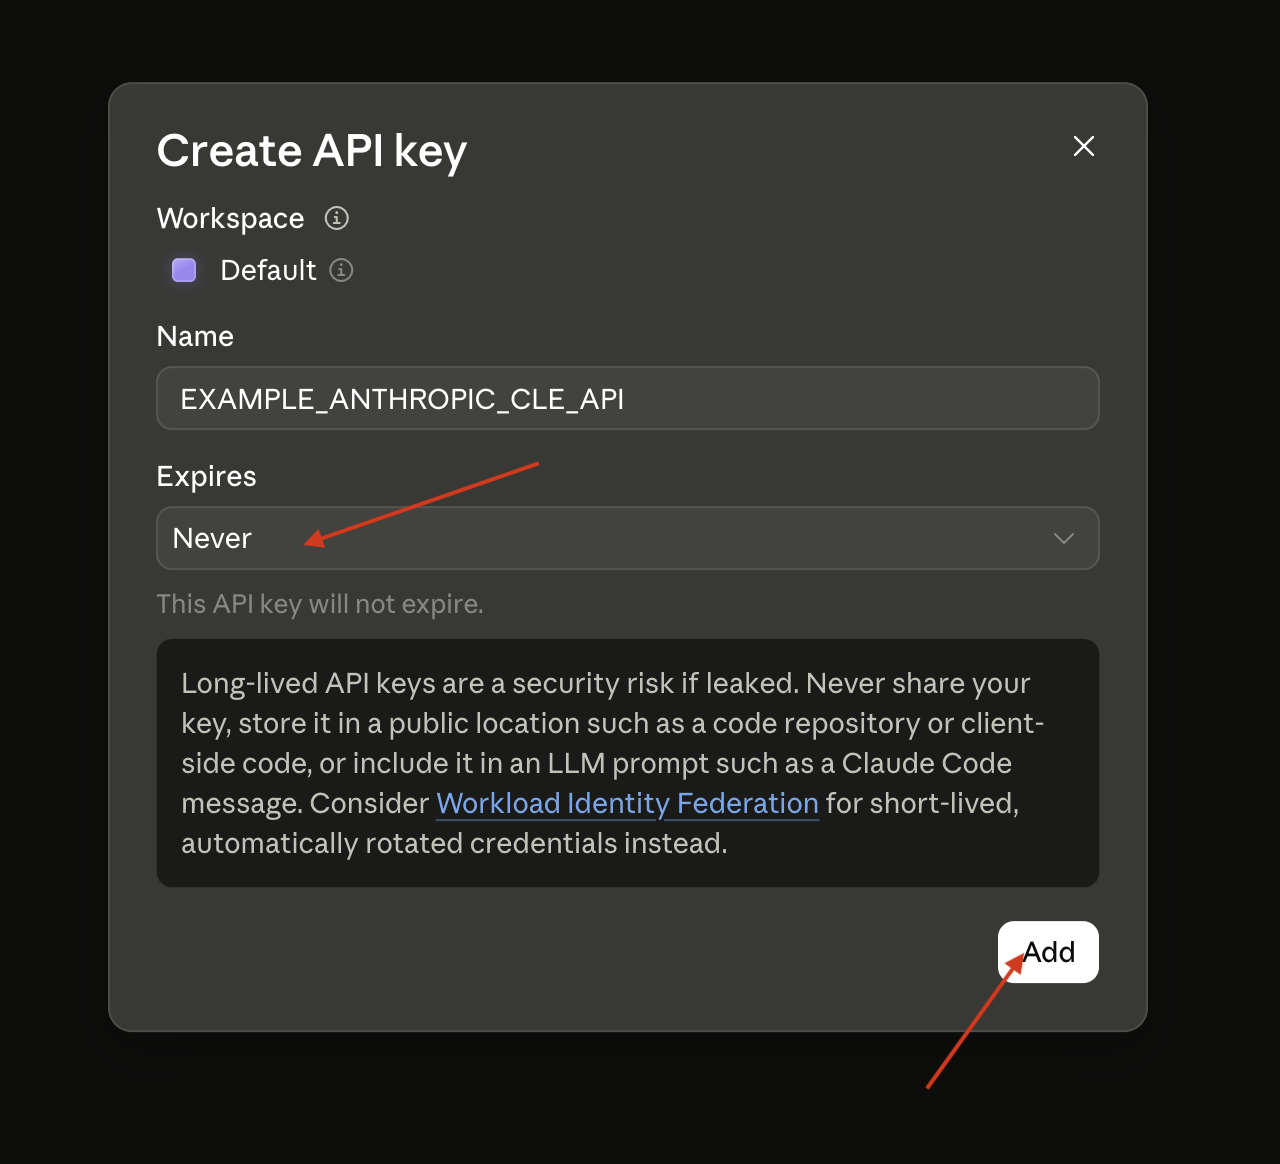 Create API key
Workspace
Default
Name
EXAMPLE_ANTHROPIC_CLE_API
Expires
Never
This API key will not expire.
Long-lived API keys are a security risk if leaked. Never share your
key, store it in a public location such as a code repository or client-
side code, or include it in an LLM prompt such as a Claude Code
message. Consider Workload Identity Federation for short-lived,
automatically rotated credentials instead.
Add